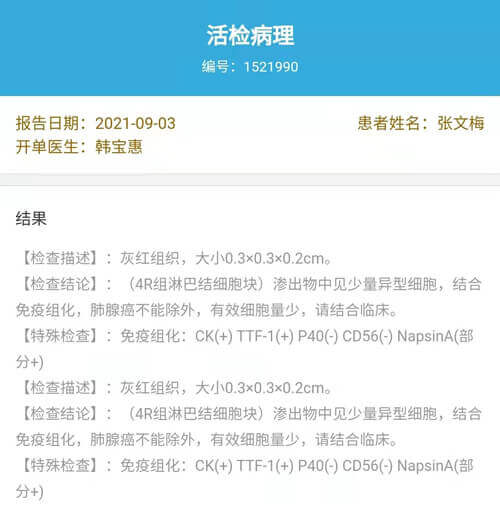 活检病理
编号：1521990
报告日期：2021-09-03
患者姓名：张文梅
开单医生：韩宝惠
结果
【检查描述】：灰红组织，大小0.3×0.3×0.2cm。
【检查结论】：（4R组淋巴结细胞块）渗出物中见少量异型细胞，结合
免疫组化，肺腺癌不能除外，有效细胞量少，请结合临床。
【特殊检查】：免疫组化：CK(+) TTF-1(+) P40(-) CD56(-) NapsinA(部
分+)
【检查描述】：灰红组织，大小0.3×0.3×0.2cm。
【检查结论】：（4R组淋巴结细胞块）渗出物中见少量异型细胞，结合
免疫组化，肺腺癌不能除外，有效细胞量少，请结合临床。
【特殊检查】：免疫组化：CK(+) TTF-1(+) P40(-) CD56(-) NapsinA(部
分+)